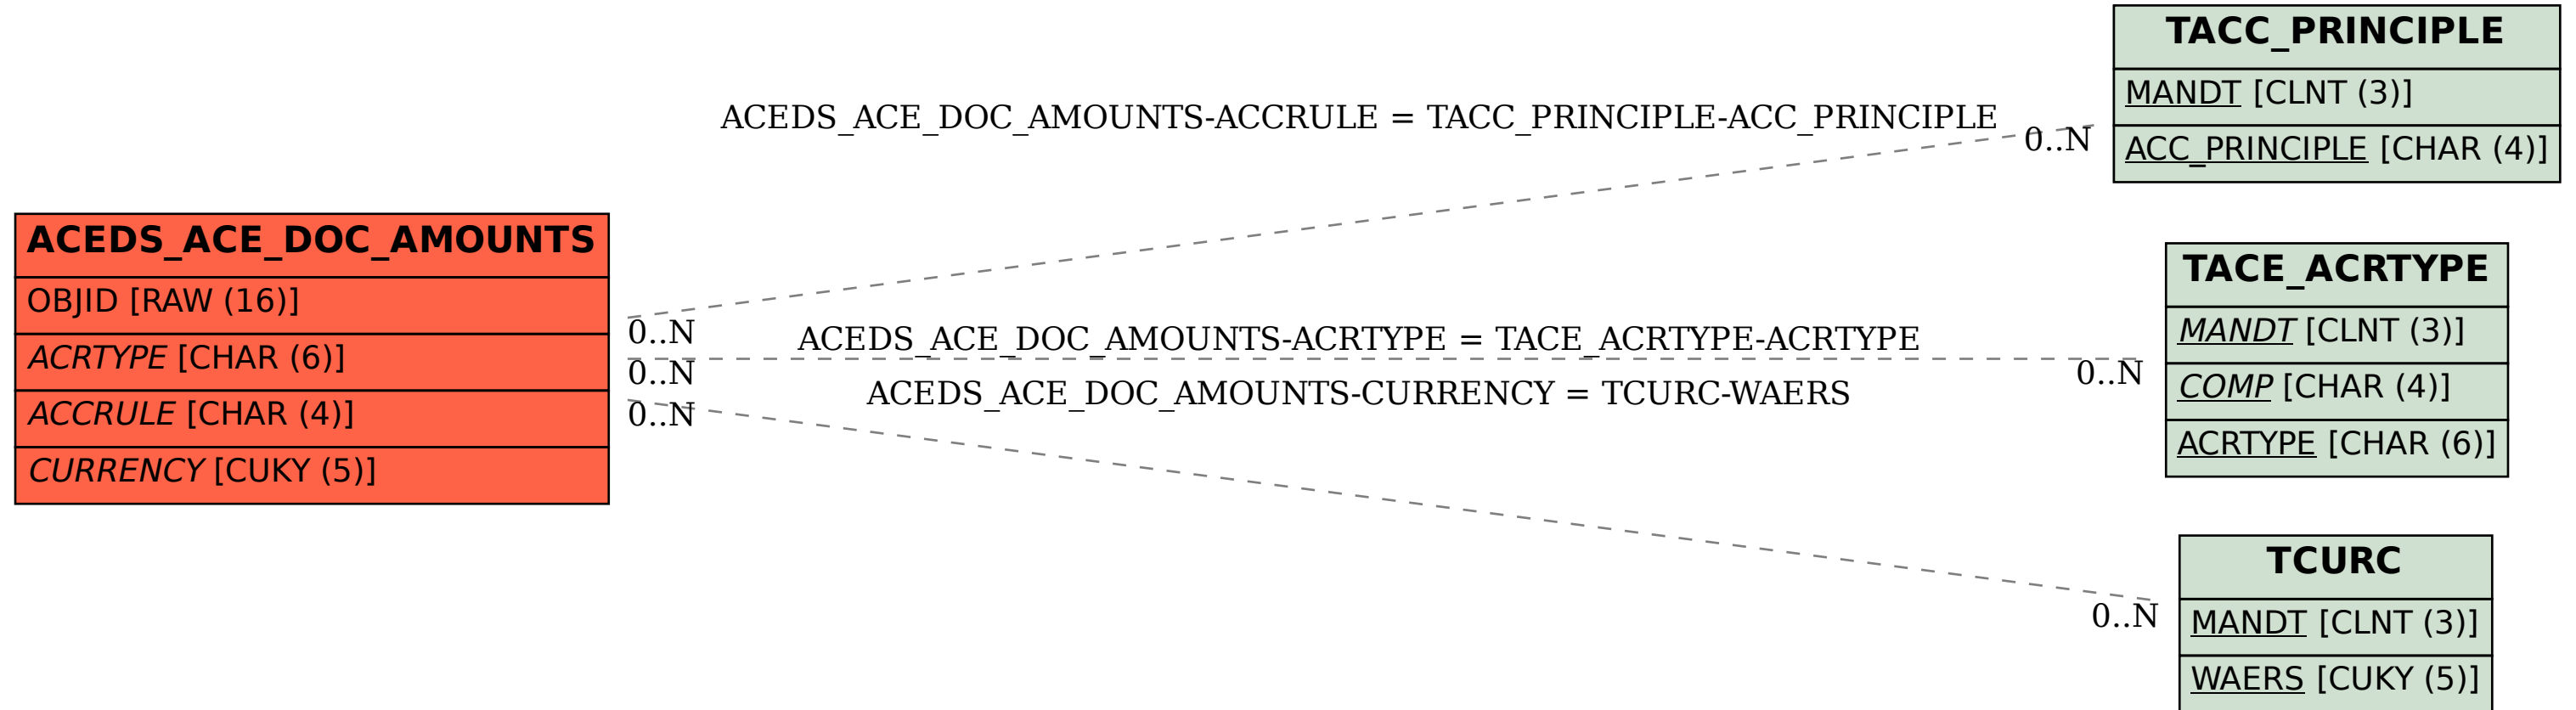 ACEDS_ACE_DOC_AMOUNTS
OBJID [RAW (16)]
ACRTYPE [CHAR (6)]
ACCRULE [CHAR (4)]
CURRENCY [CUKY (5)]
ACEDS_ACE_DOC_AMOUNTS-ACCRULE = TACC_PRINCIPLE-ACC_PRINCIPLE
0..N
0..N
ACEDS_ACE_DOC_AMOUNTS-ACRTYPE = TACE_ACRTYPE-ACRTYPE
0..N
0..N
ACEDS_ACE_DOC_AMOUNTS-CURRENCY = TCURC-WAERS
0..N
0..N
TACC_PRINCIPLE
MANDT [CLNT (3)]
ACC_PRINCIPLE [CHAR (4)]
TACE_ACRTYPE
MANDT [CLNT (3)]
COMP [CHAR (4)]
ACRTYPE [CHAR (6)]
TCURC
MANDT [CLNT (3)]
WAERS [CUKY (5)]